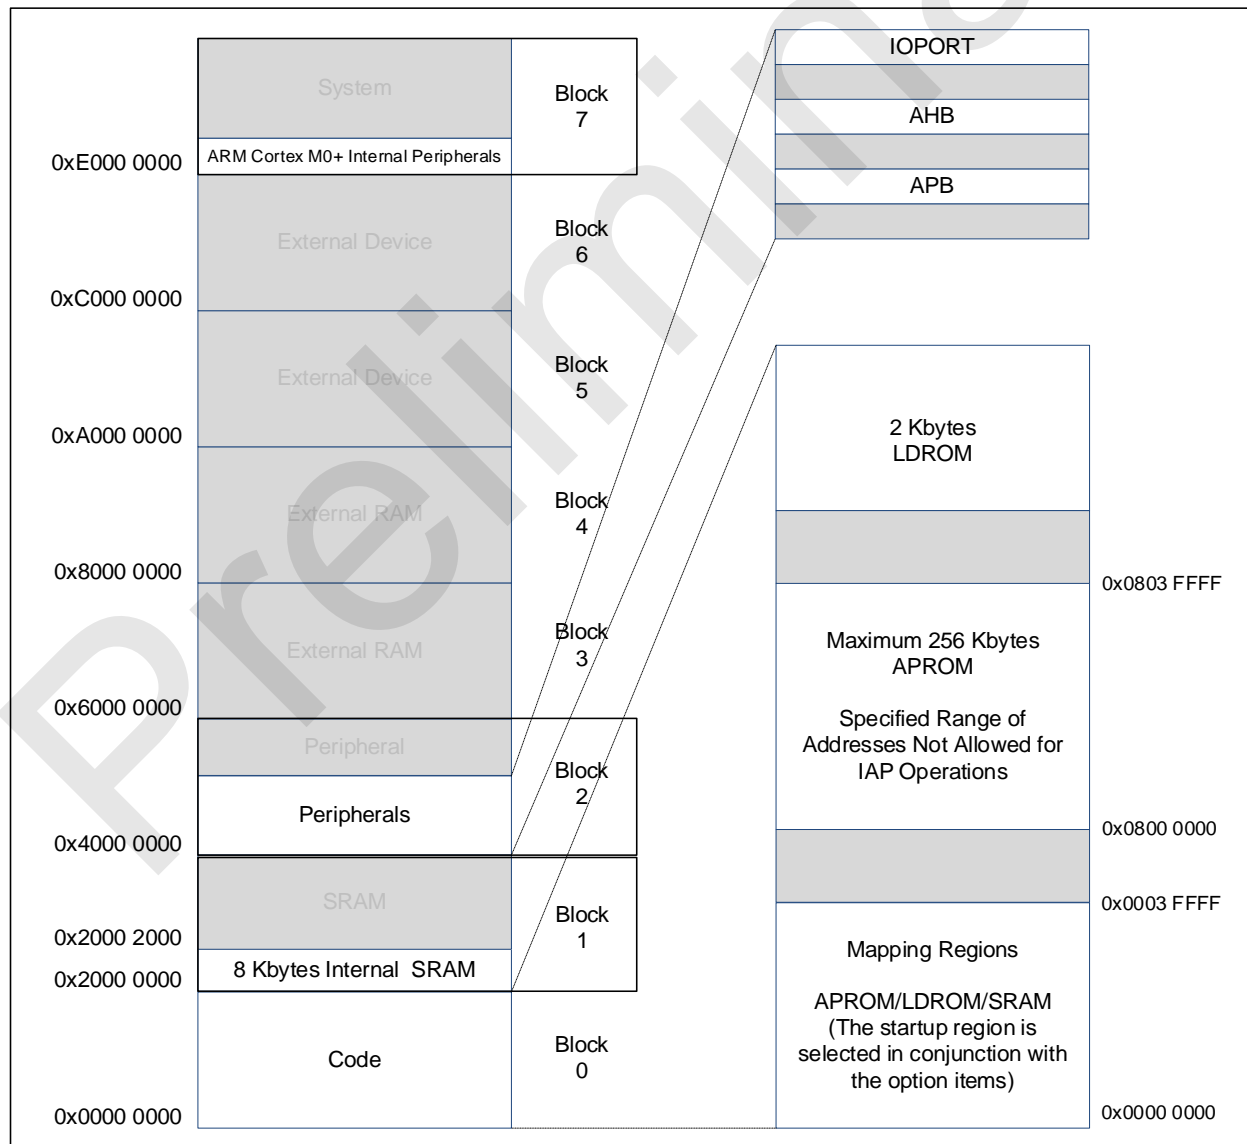 System
Block
7
ARM Cortex M0+ Internal Peripherals
0xE000 0000
External Device
Block
6
0xC000 0000
External Device
Block
5
0xA000 0000
External RAM
Block
4
0x8000 0000
External RAM
Block
3
0x6000 0000
Peripheral
Block
2
Peripherals
0x4000 0000
SRAM
Block
1
0x2000 2000
8 Kbytes Internal SRAM
0x2000 0000
Code
Block
0
0x0000 0000
IOPORT
AHB
APB
2 Kbytes
LDROM
0x0803 FFFF
Maximum 256 Kbytes
APROM
Specified Range of
Addresses Not Allowed for
IAP Operations
0x0800 0000
0x0003 FFFF
Mapping Regions
APROM/LDROM/SRAM
(The startup region is
selected in conjunction with
the option items)
0x0000 0000
Prelimina